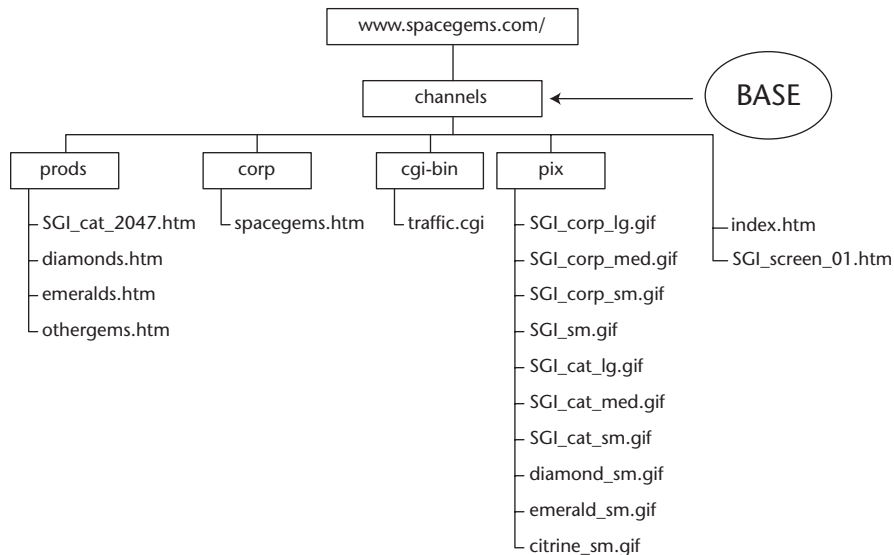 www.spacegems.com/
channels
BASE
prods
corp
cgi-bin
pix
SGI_cat_2047.htm
diamonds.htm
emeralds.htm
othergems.htm
spacegems.htm
traffic.cgi
SGI_corp_lg.gif
SGI_corp_med.gif
SGI_corp_sm.gif
SGI_sm.gif
SGI_cat_lg.gif
SGI_cat_med.gif
SGI_cat_sm.gif
diamond_sm.gif
emerald_sm.gif
citrine_sm.gif
index.htm
SGI_screen_01.htm